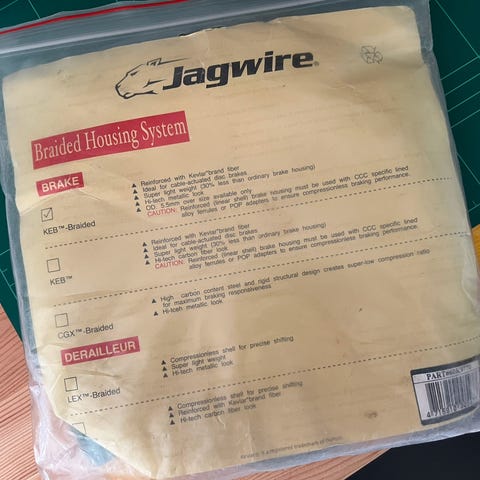 Jagwire®
Braided Housing System
BRAKE
KEB™-Braided
▲ Reinforced with Kevlar®brand fiber
▲ Ideal for cable-actuated disc brakes
▲ Super light weight (30% less than ordinary brake housing)
▲ Hi-tech metallic look
▲ OD: 5.5mm over size available only
CAUTION: Reinforced (linear shell) brake housing must be used with CCC specific lined
alloy ferrules or POP adapters to ensure compressionless braking performance.
KEB™
▲ Reinforced with Kevlar®brand fiber
▲ Ideal for cable-actuated disc brakes
▲ Super light weight (30% less than ordinary brake housing)
▲ Hi-tech carbon fiber look
CAUTION: Reinforced (linear shell) brake housing must be used with CCC specific lined
alloy ferrules or POP adapters to ensure compressionless braking performance.
CGX™-Braided
▲ High carbon content steel and rigid structural design creates super-low compression ratio
for maximum braking responsiveness
▲ Hi-tceh metallic look
DERAILLEUR
LEX™-Braided
▲ Compressionless shell for precise shifting
▲ Super light weight
▲ Hi-tech metallic look
▲ Compressionless shell for precise shifting
▲ Reinforced with Kevlar®brand fiber
▲ Hi-tech carbon fiber look
Kevlar® is a registered trademark of
PART#